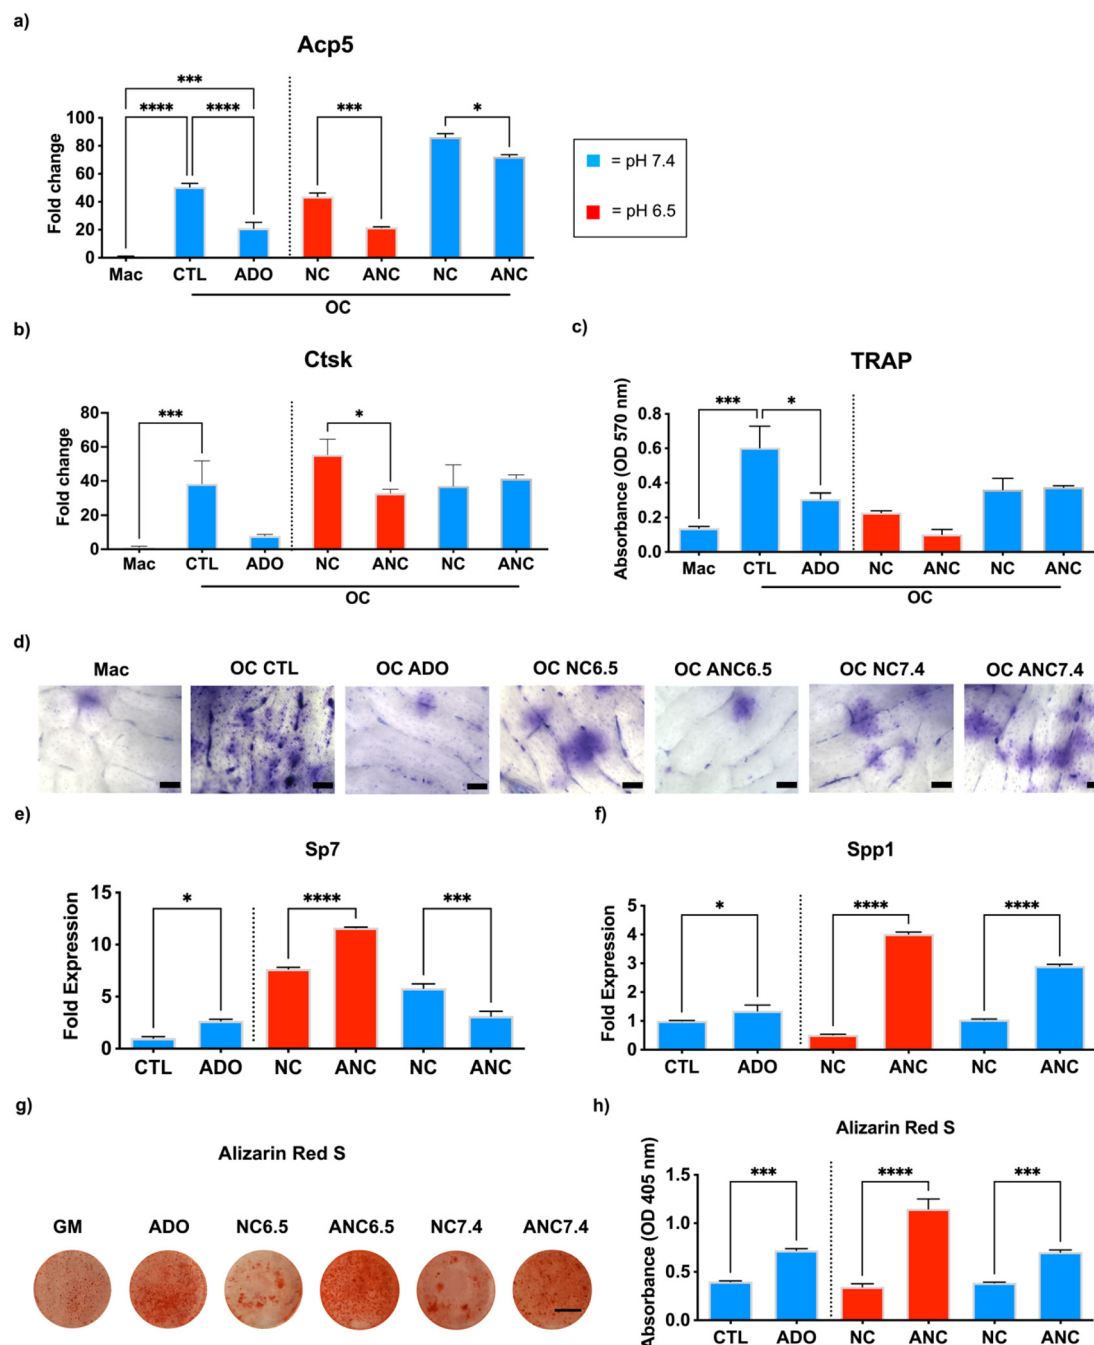 a)
Acp5
***
**** ****
*** *
Fold change
100
80
60
40
20
0
Mac CTL ADO NC ANC NC ANC
OC
= pH 7.4
= pH 6.5
b)
Ctsk
*** *
Fold change
80
60
40
20
0
Mac CTL ADO NC ANC NC ANC
OC
c)
TRAP
*** *
Absorbance (OD 570 nm)
0.8
0.6
0.4
0.2
0.0
Mac CTL ADO NC ANC NC ANC
OC
d)
Mac OC CTL OC ADO OC NC6.5 OC ANC6.5 OC NC7.4 OC ANC7.4
e)
Sp7
* **** ***
Fold Expression
15
10
5
0
CTL ADO NC ANC NC ANC
f)
Spp1
* **** ****
Fold Expression
5
4
3
2
1
0
CTL ADO NC ANC NC ANC
g)
Alizarin Red S
GM ADO NC6.5 ANC6.5 NC7.4 ANC7.4
h)
Alizarin Red S
*** **** ***
Absorbance (OD 405 nm)
1.5
1.0
0.5
0.0
CTL ADO NC ANC NC ANC